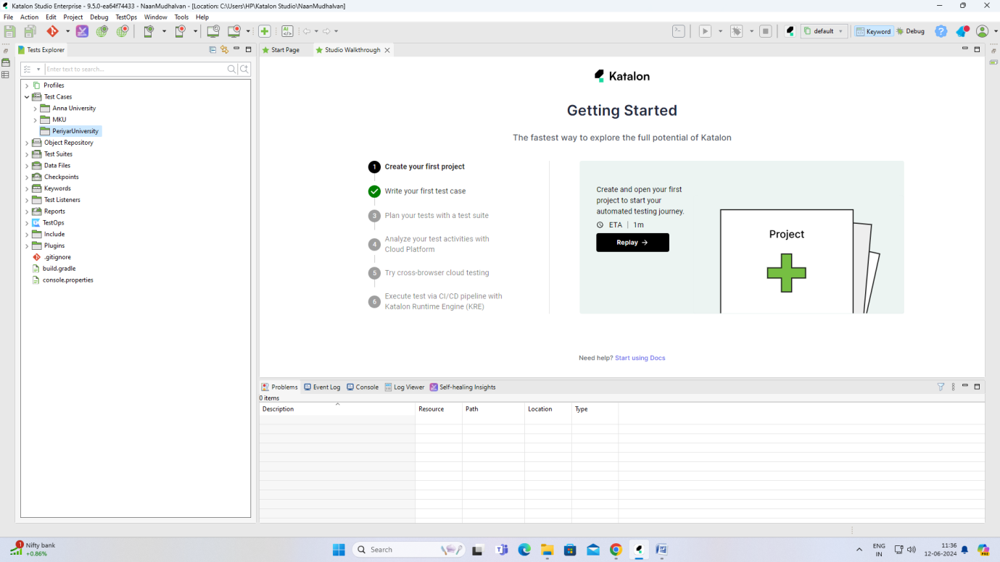 Katalon Studio Enterprise - 9.5.0-ea64f74433 - NaanMudhalvan - [Location: C:\Users\HP\Katalon Studio\NaanMudhalvan]
File Action Edit Project Debug TestOps Window Tools Help
default Keyword Debug
Tests Explorer
Enter text to search...
Profiles
Test Cases
Anna University
MKU
PeriyarUniversity
Object Repository
Test Suites
Data Files
Checkpoints
Keywords
Test Listeners
Reports
TestOps
Include
Plugins
.gitignore
build.gradle
console.properties
Start Page Studio Walkthrough
Katalon
Getting Started
The fastest way to explore the full potential of Katalon
1 Create your first project
Write your first test case
3 Plan your tests with a test suite
4 Analyze your test activities with
Cloud Platform
5 Try cross-browser cloud testing
6 Execute test via CI/CD pipeline with
Katalon Runtime Engine (KRE)
Create and open your first
project to start your
automated testing journey.
ETA | 1m
Replay →
Project
Need help? Start using Docs
Problems Event Log Console Log Viewer Self-healing Insights
0 items
Description Resource Path Location Type
1 Nifty bank
+0.86%
Search
ENG
IN
11:36
12-06-2024
PRE